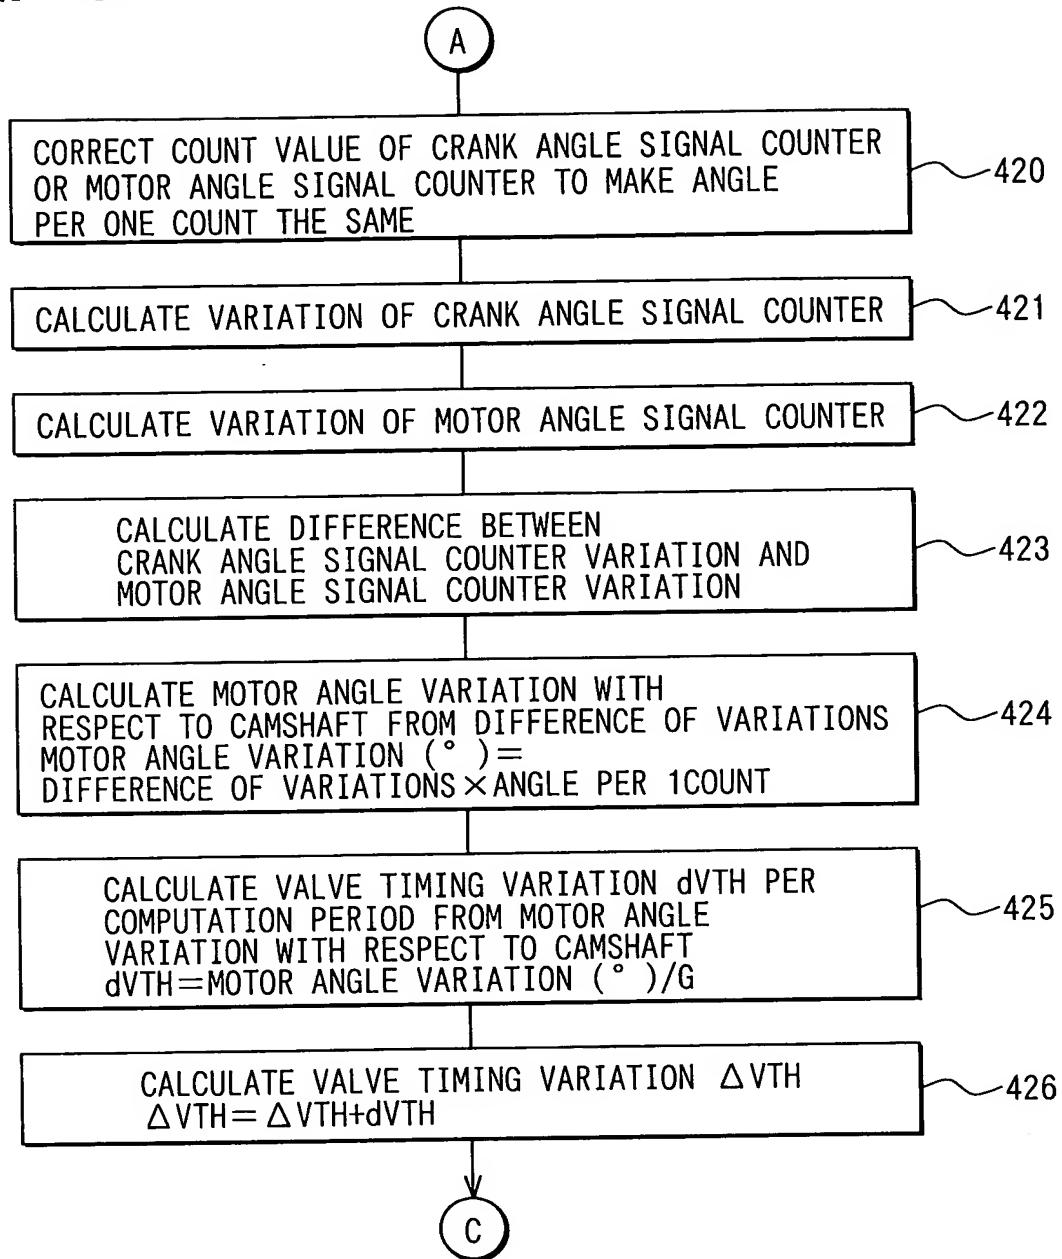 A
CORRECT COUNT VALUE OF CRANK ANGLE SIGNAL COUNTER
OR MOTOR ANGLE SIGNAL COUNTER TO MAKE ANGLE
PER ONE COUNT THE SAME
420
CALCULATE VARIATION OF CRANK ANGLE SIGNAL COUNTER
421
CALCULATE VARIATION OF MOTOR ANGLE SIGNAL COUNTER
422
CALCULATE DIFFERENCE BETWEEN
CRANK ANGLE SIGNAL COUNTER VARIATION AND
MOTOR ANGLE SIGNAL COUNTER VARIATION
423
CALCULATE MOTOR ANGLE VARIATION WITH
RESPECT TO CAMSHAFT FROM DIFFERENCE OF VARIATIONS
MOTOR ANGLE VARIATION (°)=
DIFFERENCE OF VARIATIONS×ANGLE PER 1COUNT
424
CALCULATE VALVE TIMING VARIATION dVTH PER
COMPUTATION PERIOD FROM MOTOR ANGLE
VARIATION WITH RESPECT TO CAMSHAFT
dVTH=MOTOR ANGLE VARIATION (°)/G
425
CALCULATE VALVE TIMING VARIATION ΔVTH
ΔVTH=ΔVTH+dVTH
426
C